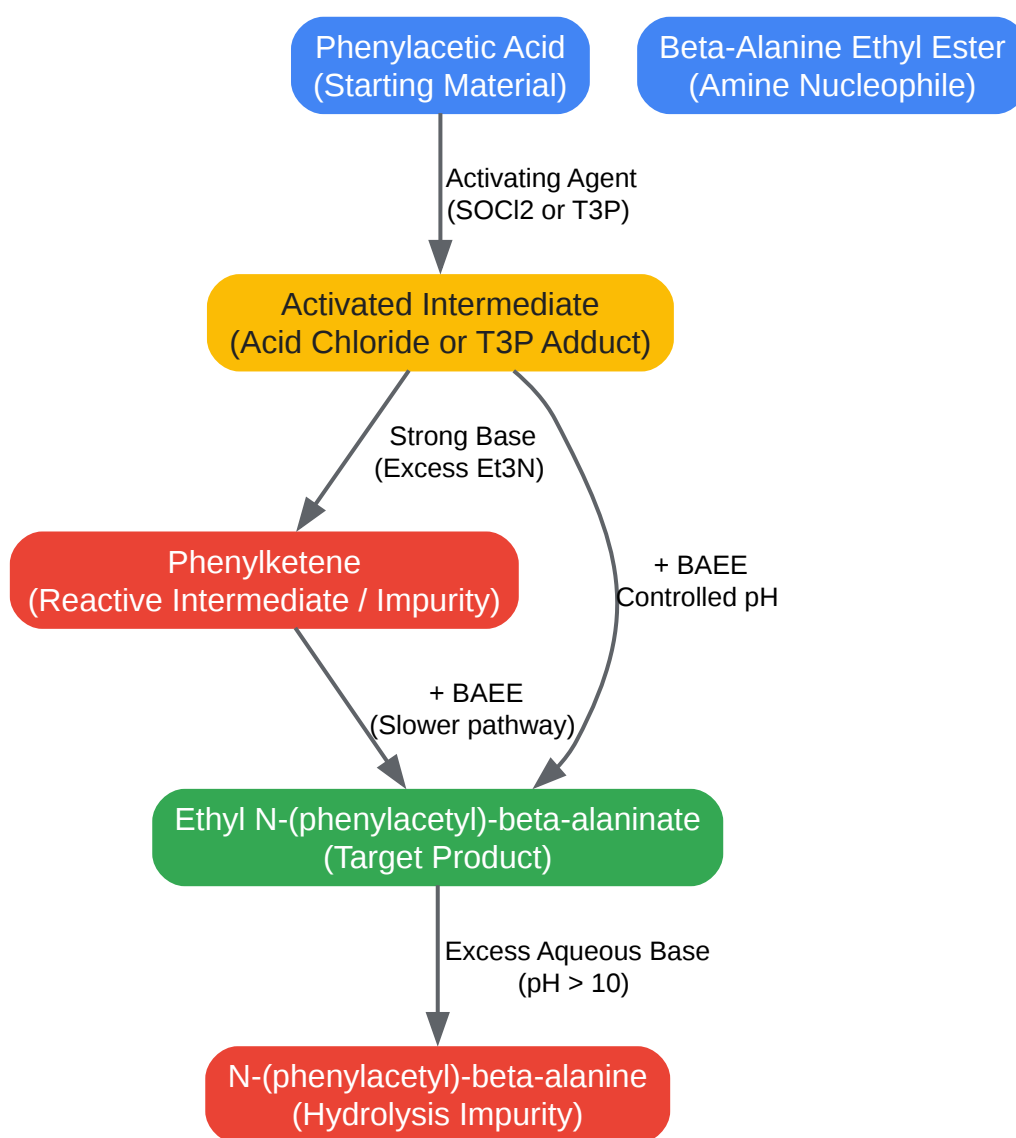 Phenylacetic Acid
(Starting Material)
Beta-Alanine Ethyl Ester
(Amine Nucleophile)
Activating Agent
(SOCl2 or T3P)
Activated Intermediate
(Acid Chloride or T3P Adduct)
Strong Base
(Excess Et3N)
Phenylketene
(Reactive Intermediate / Impurity)
+ BAEE
Controlled pH
+ BAEE
(Slower pathway)
Ethyl N-(phenylacetyl)-beta-alaninate
(Target Product)
Excess Aqueous Base
(pH > 10)
N-(phenylacetyl)-beta-alanine
(Hydrolysis Impurity)